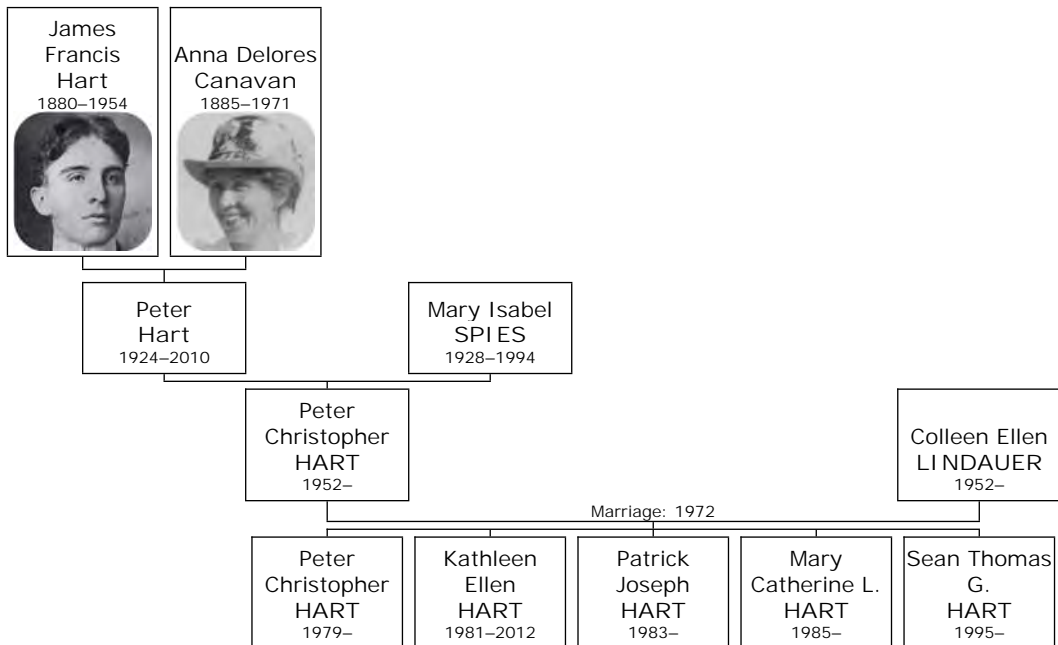 James
Francis
Hart
1880–1954
Anna Delores
Canavan
1885–1971
Peter
Hart
1924–2010
Mary Isabel
SPIES
1928–1994
Peter
Christopher
HART
1952–
Colleen Ellen
LINDAUER
1952–
Marriage: 1972
Peter
Christopher
HART
1979–
Kathleen
Ellen
HART
1981–2012
Patrick
Joseph
HART
1983–
Mary
Catherine L.
HART
1985–
Sean Thomas
G.
HART
1995–